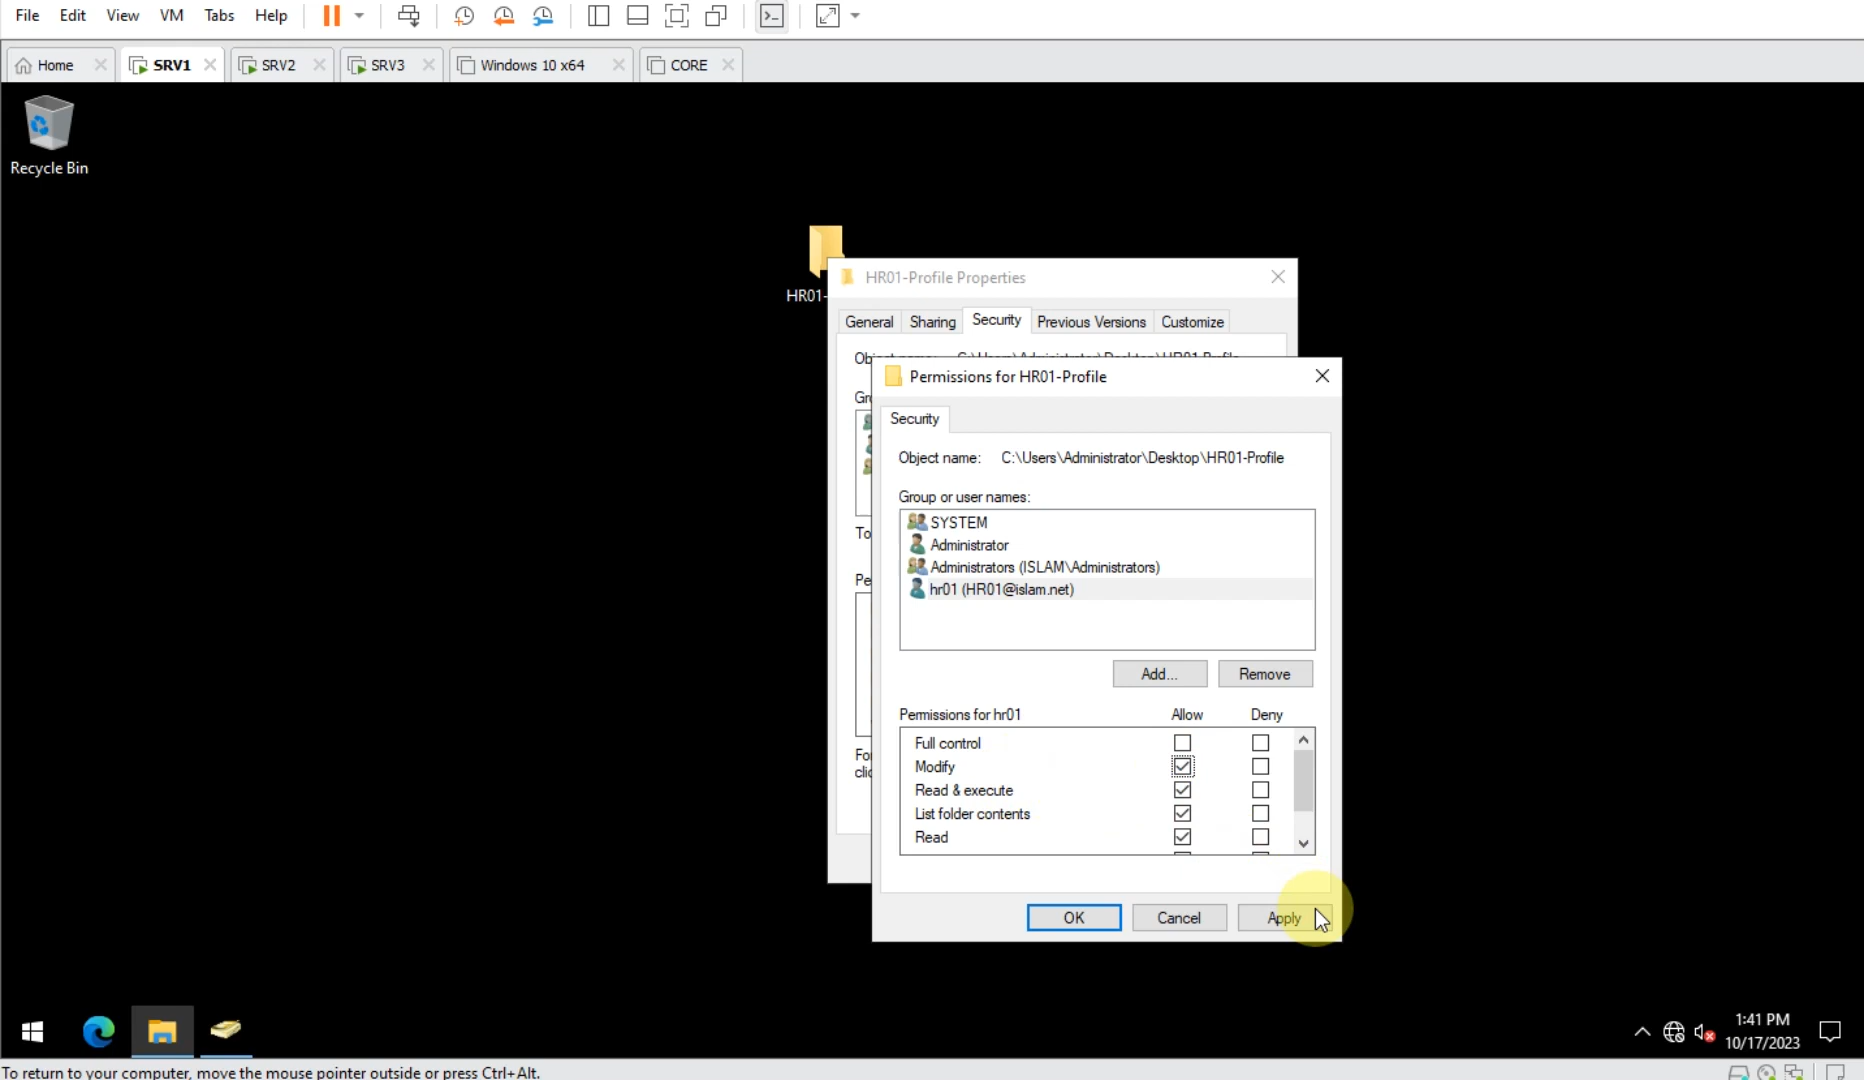 File Edit View VM Tabs Help
Home SRV1 SRV2 SRV3 Windows 10 x64 CORE
Recycle Bin
HR01-
HR01-Profile Properties
General Sharing Security Previous Versions Customize
Permissions for HR01-Profile
Security
Object name: C:\Users\Administrator\Desktop\HR01-Profile
Group or user names:
SYSTEM
Administrator
Administrators (ISLAM\Administrators)
hr01 (HR01@islam.net)
Add... Remove
Permissions for hr01 Allow Deny
Full control
Modify
Read & execute
List folder contents
Read
OK Cancel Apply
1:41 PM
10/17/2023
To return to your computer, move the mouse pointer outside or press Ctrl+Alt.